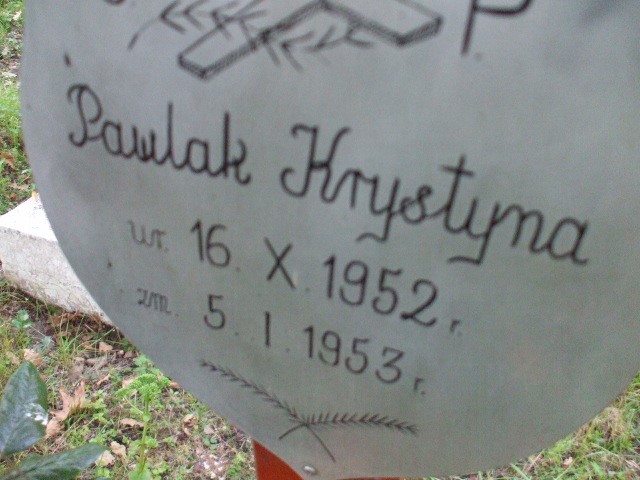 P
Pawlak Krystyna
ur. 16. X. 1952 r.
zm. 5. I. 1953 r.